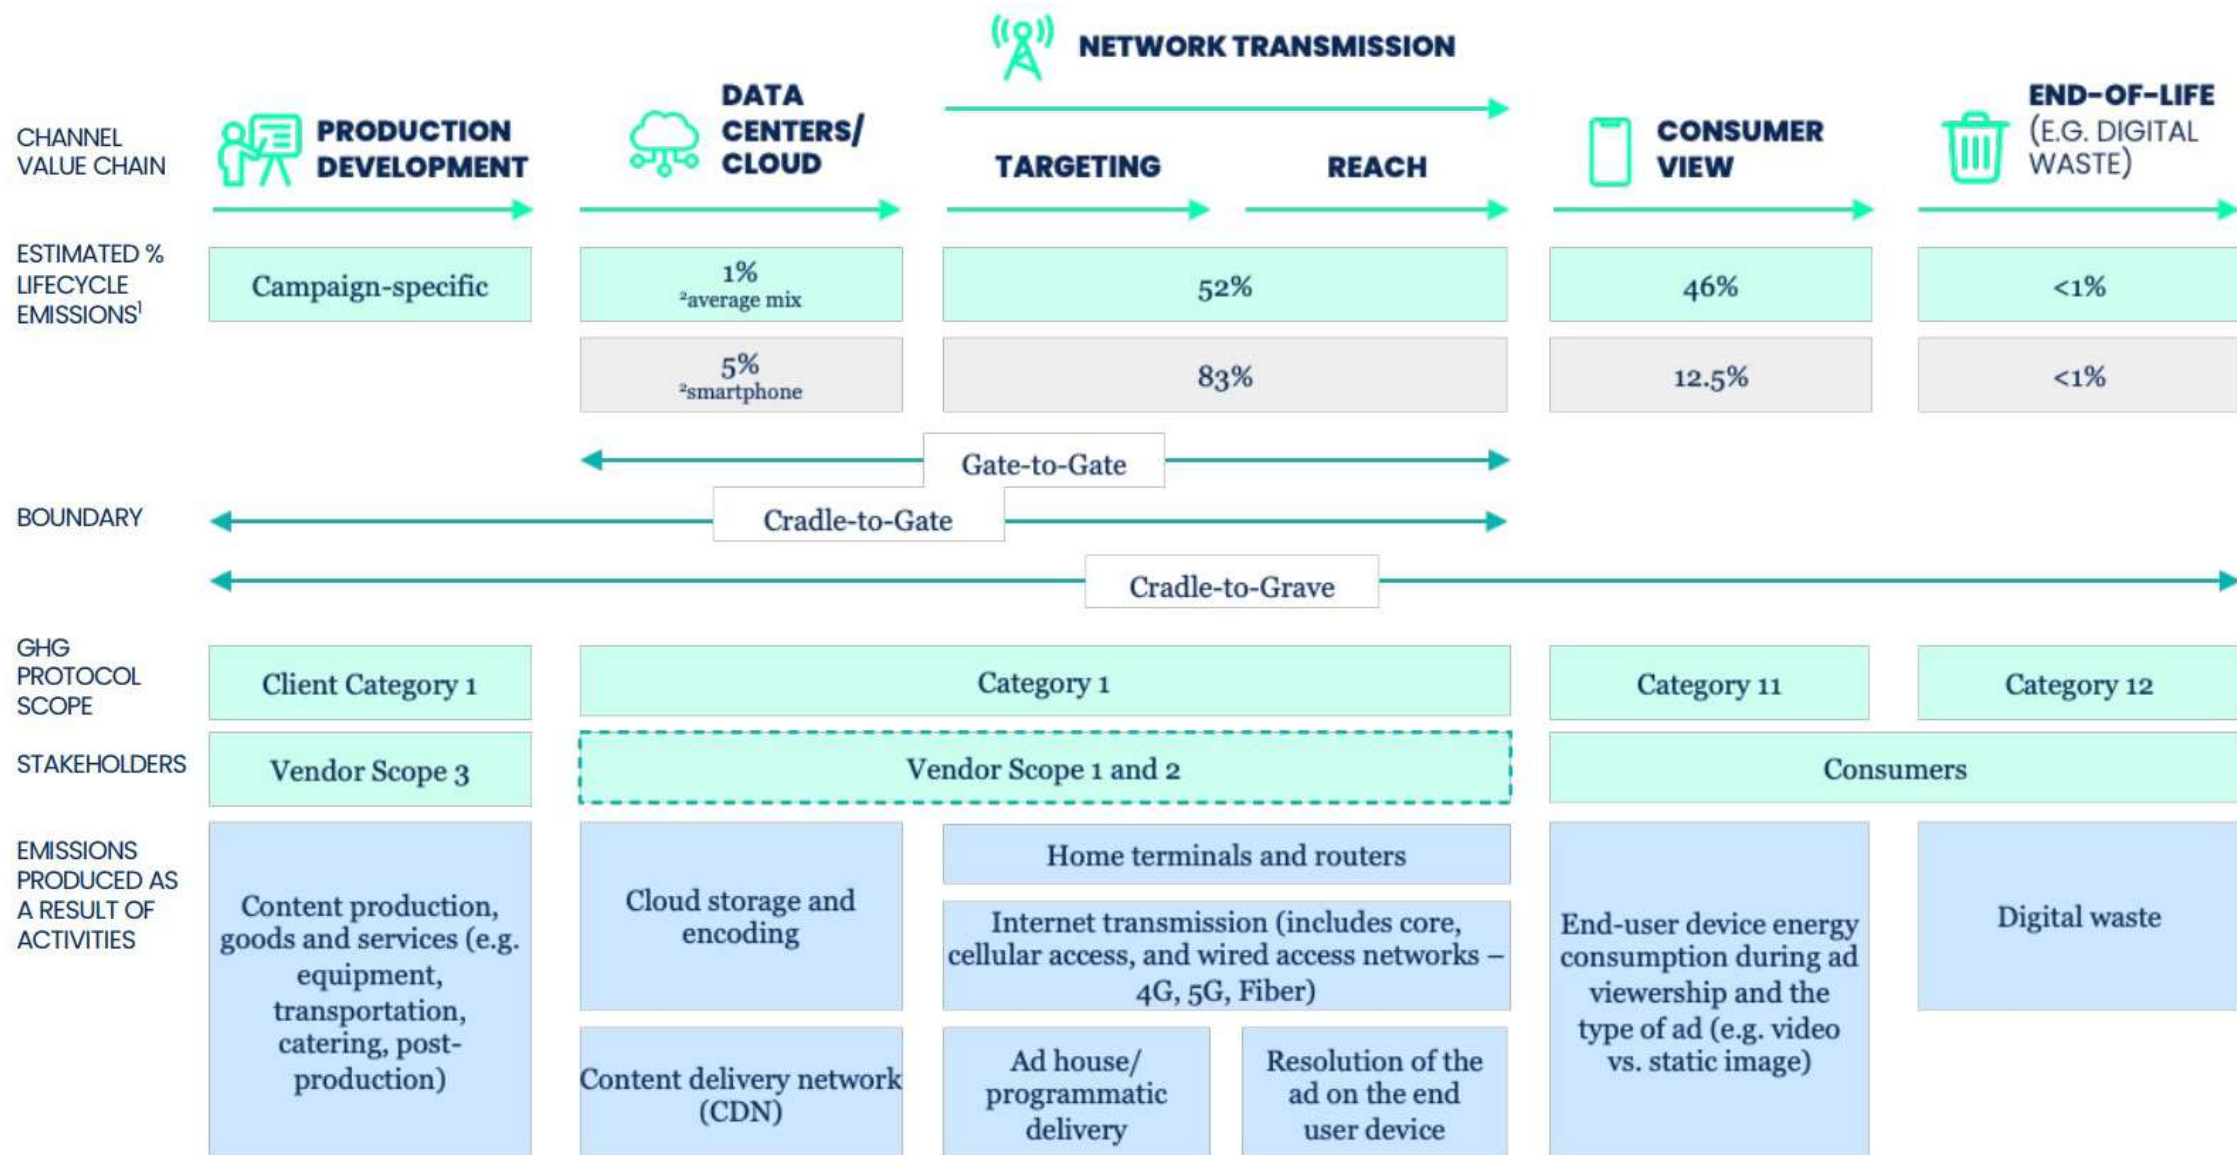 NETWORK TRANSMISSION
CHANNEL
VALUE CHAIN
PRODUCTION
DEVELOPMENT
DATA
CENTERS/
CLOUD
TARGETING
REACH
CONSUMER
VIEW
END-OF-LIFE
(E.G. DIGITAL
WASTE)
ESTIMATED %
LIFECYCLE
EMISSIONS¹
Campaign-specific
1%
²average mix
52%
46%
<1%
5%
²smartphone
83%
12.5%
<1%
Gate-to-Gate
BOUNDARY
Cradle-to-Gate
Cradle-to-Grave
GHG
PROTOCOL
SCOPE
Client Category 1
Category 1
Category 11
Category 12
STAKEHOLDERS
Vendor Scope 3
Vendor Scope 1 and 2
Consumers
EMISSIONS
PRODUCED AS
A RESULT OF
ACTIVITIES
Content production,
goods and services (e.g.
equipment,
transportation,
catering, post-
production)
Cloud storage and
encoding
Content delivery network
(CDN)
Home terminals and routers
Internet transmission (includes core,
cellular access, and wired access networks –
4G, 5G, Fiber)
Ad house/
programmatic
delivery
Resolution of the
ad on the end
user device
End-user device energy
consumption during ad
viewership and the
type of ad (e.g. video
vs. static image)
Digital waste